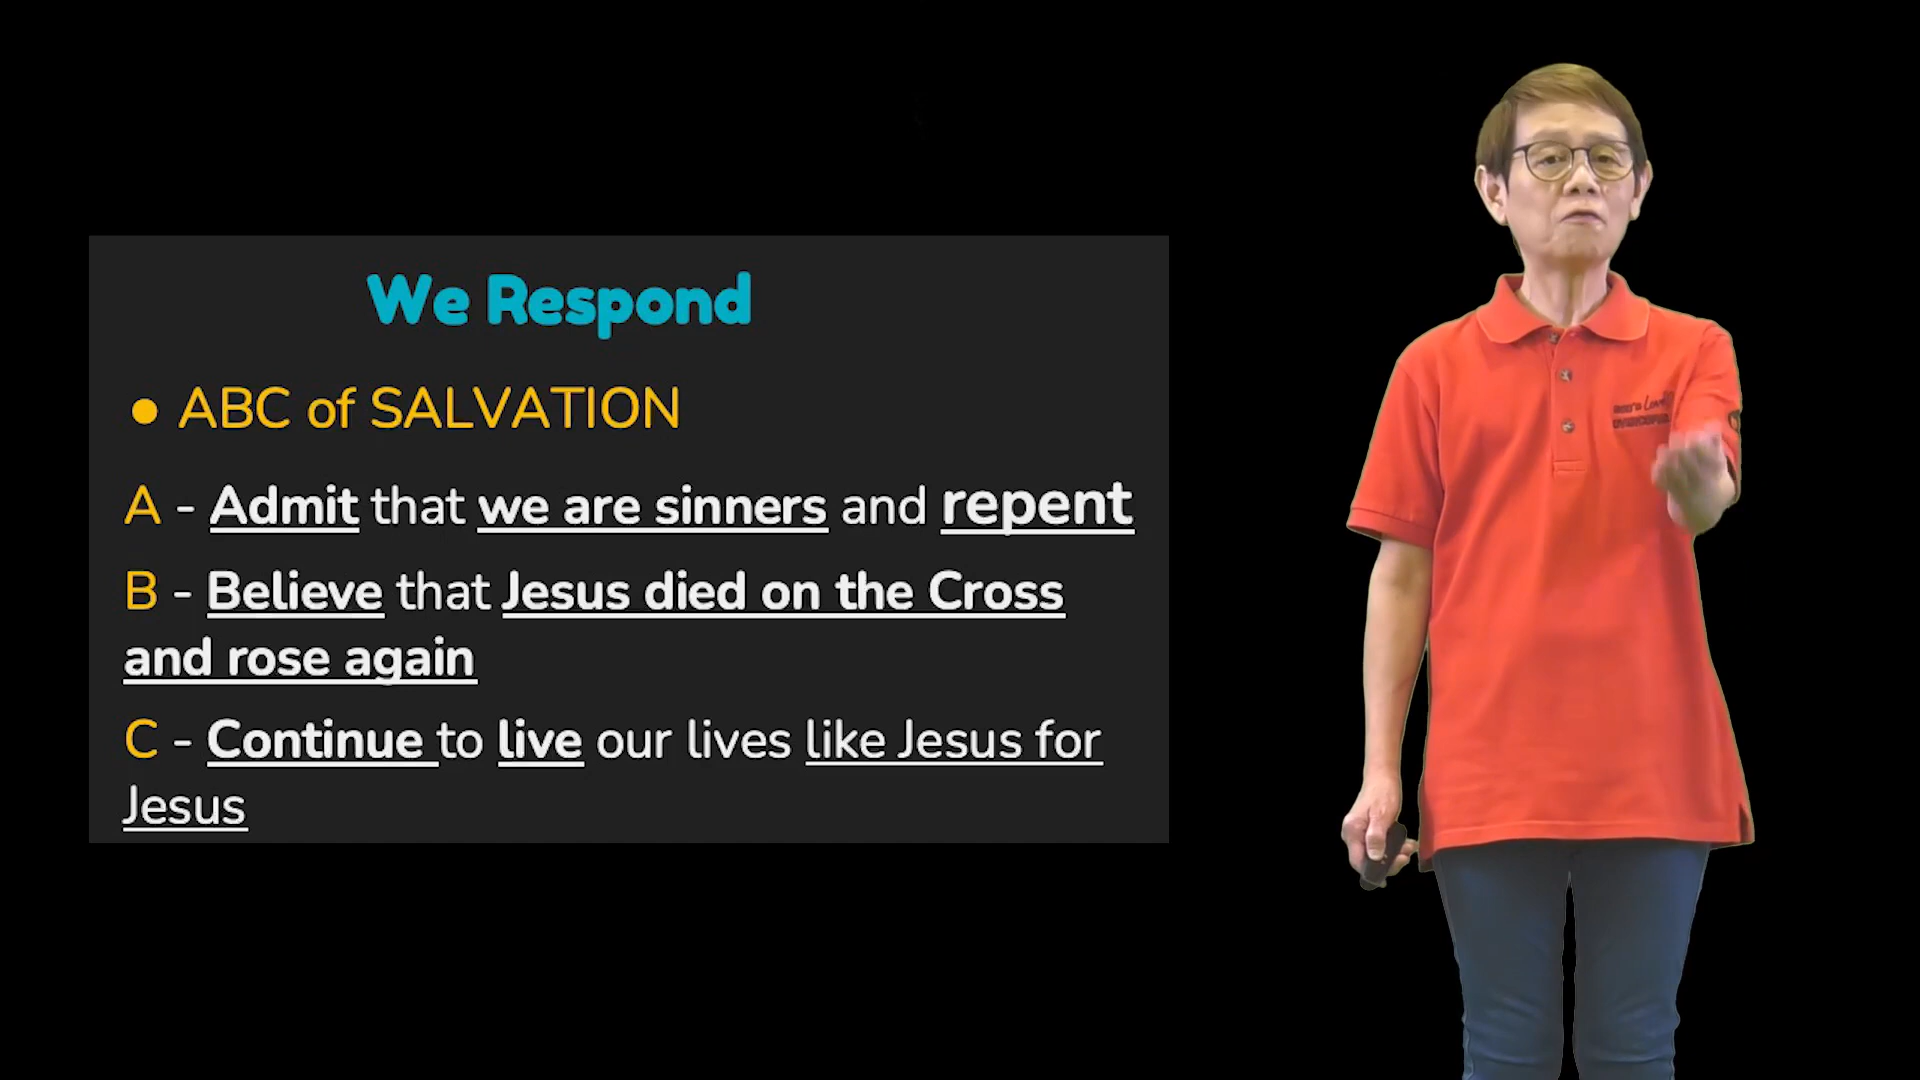 We Respond
● ABC of SALVATION
A - Admit that we are sinners and repent
B - Believe that Jesus died on the Cross
and rose again
C - Continue to live our lives like Jesus for
Jesus